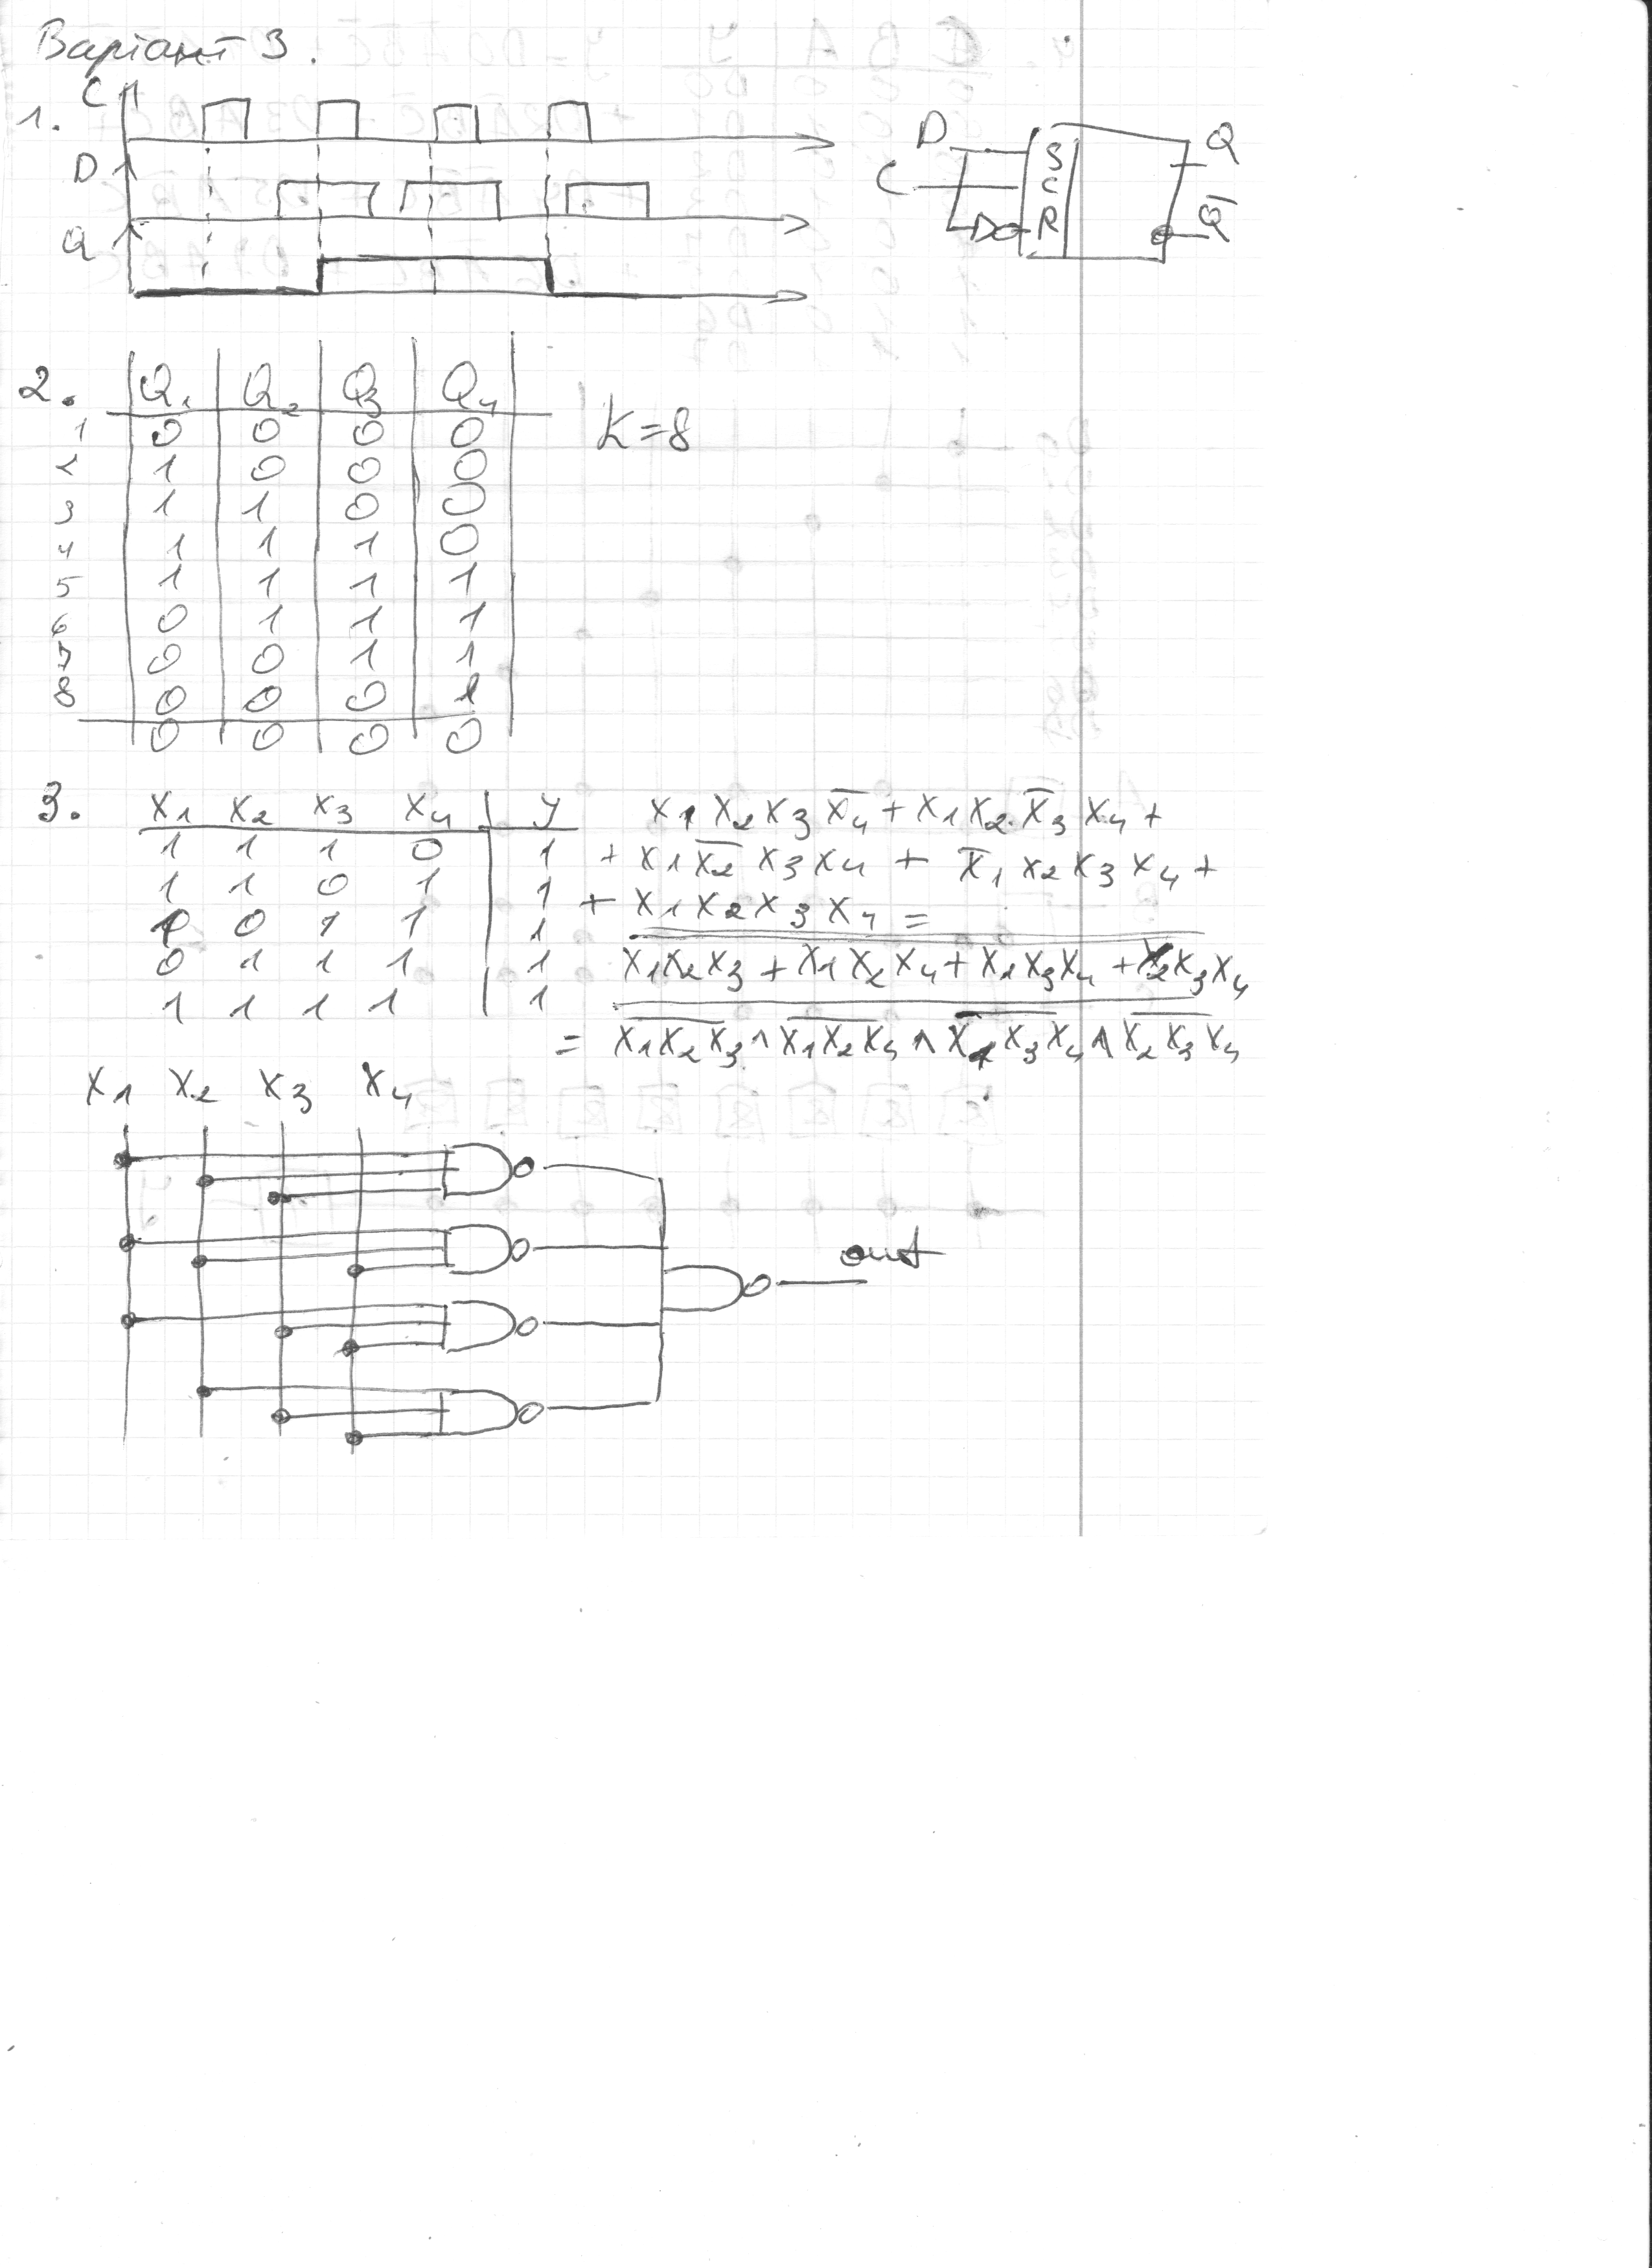 Варіант 3.
1.
C
D
Q
D
C
S
C
R
Q
Q̅
2.
Q₁ Q₂ Q₃ Q₄
K=8
1 0 0 0 0
2 1 0 0 0
3 1 1 0 0
4 1 1 1 0
5 1 1 1 1
6 0 1 1 1
7 0 0 1 1
8 0 0 0 1
0 0 0 0
3.
x₁ x₂ x₃ x₄ y
1 1 1 0 1
1 1 0 1 1
1 0 1 1 1
0 1 1 1 1
1 1 1 1 1
x₁x₂x₃x̅₄ + x₁x₂x̅₃x₄ +
+ x₁x̅₂x₃x₄ + x̅₁x₂x₃x₄ +
+ x₁x₂x₃x₄ =
x₁x₂x₃ + x₁x₂x₄ + x₁x₃x₄ + x₂x₃x₄
= x₁x₂x₃ ∧ x₁x₂x₄ ∧ x₁x₃x₄ ∧ x₂x₃x₄
x₁ x₂ x₃ x₄
out